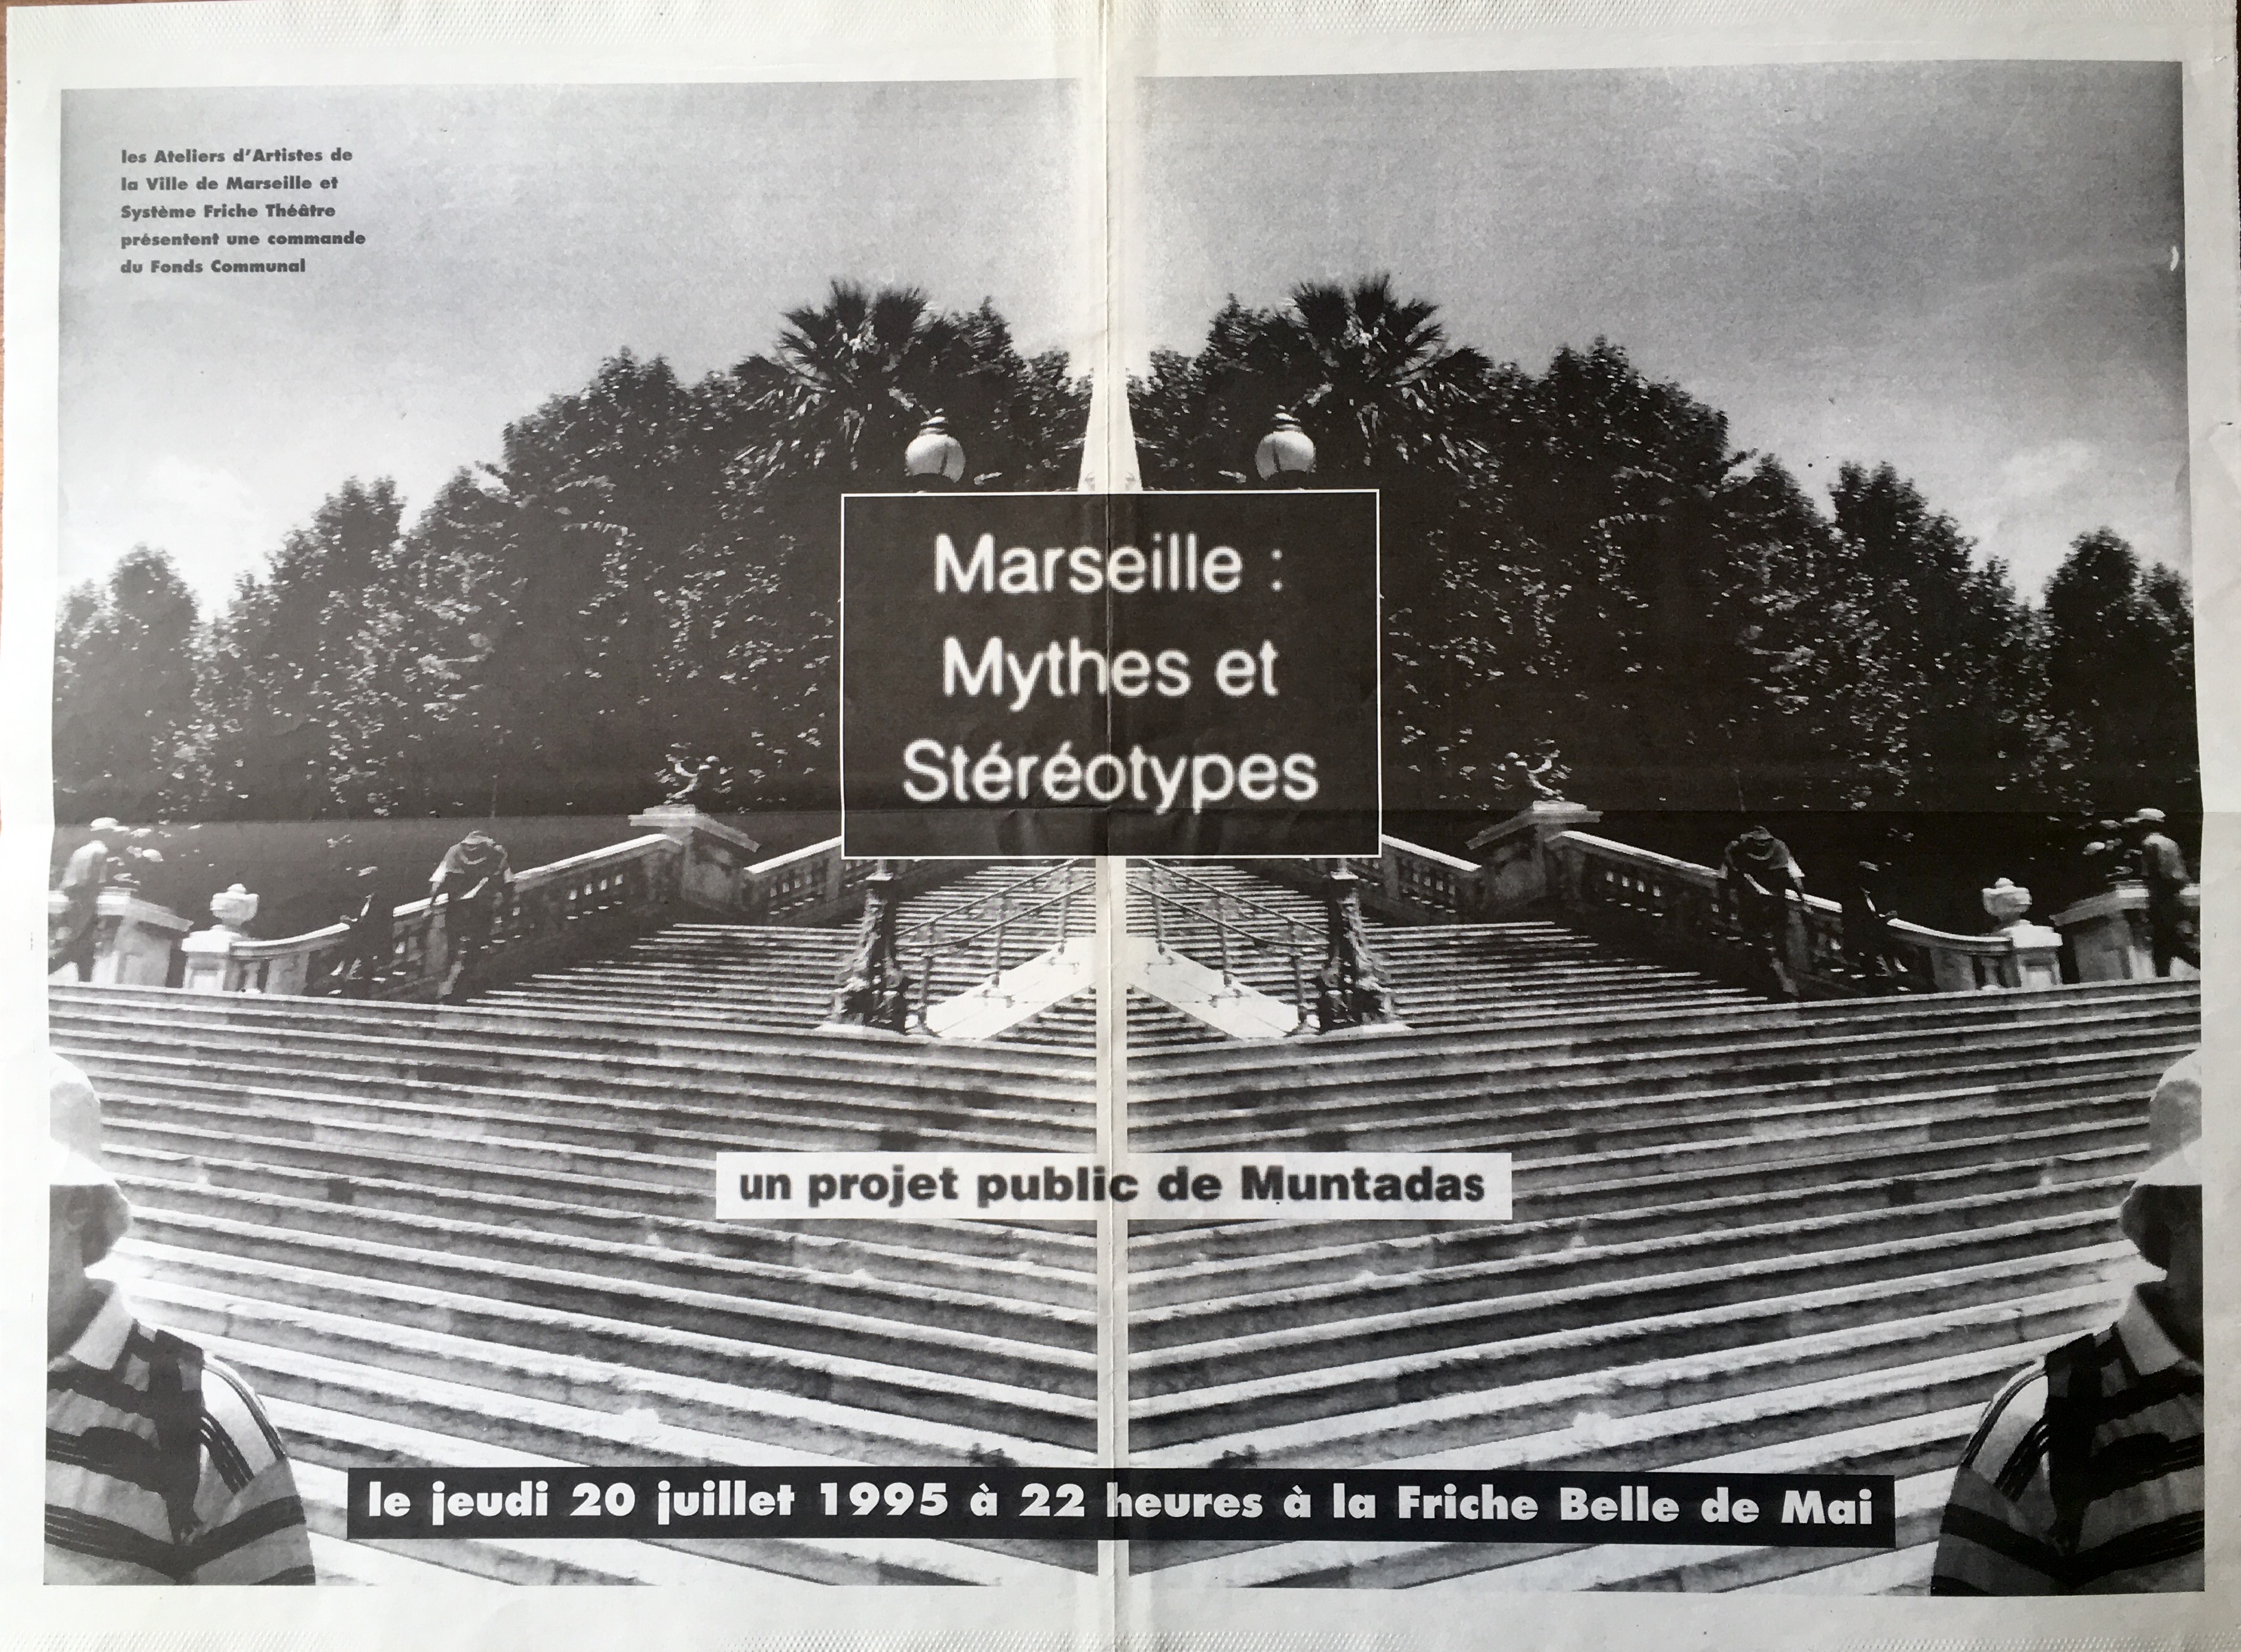 les Ateliers d'Artistes de
la Ville de Marseille et
Système Friche Théâtre
présentent une commande
du Fonds Communal
Marseille :
Mythes et
Stéréotypes
un projet public de Muntadas
le jeudi 20 juillet 1995 à 22 heures à la Friche Belle de Mai